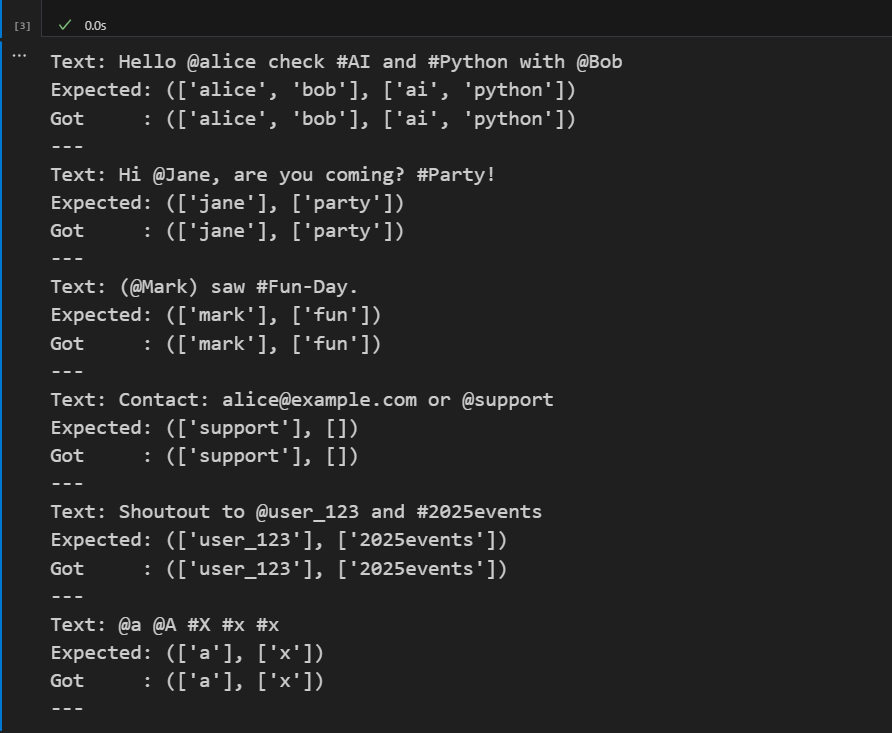 [3] 0.0s
...
Text: Hello @alice check #AI and #Python with @Bob
Expected: (['alice', 'bob'], ['ai', 'python'])
Got     : (['alice', 'bob'], ['ai', 'python'])
---
Text: Hi @Jane, are you coming? #Party!
Expected: (['jane'], ['party'])
Got     : (['jane'], ['party'])
---
Text: (@Mark) saw #Fun-Day.
Expected: (['mark'], ['fun'])
Got     : (['mark'], ['fun'])
---
Text: Contact: alice@example.com or @support
Expected: (['support'], [])
Got     : (['support'], [])
---
Text: Shoutout to @user_123 and #2025events
Expected: (['user_123'], ['2025events'])
Got     : (['user_123'], ['2025events'])
---
Text: @a @A #X #x #x
Expected: (['a'], ['x'])
Got     : (['a'], ['x'])
---